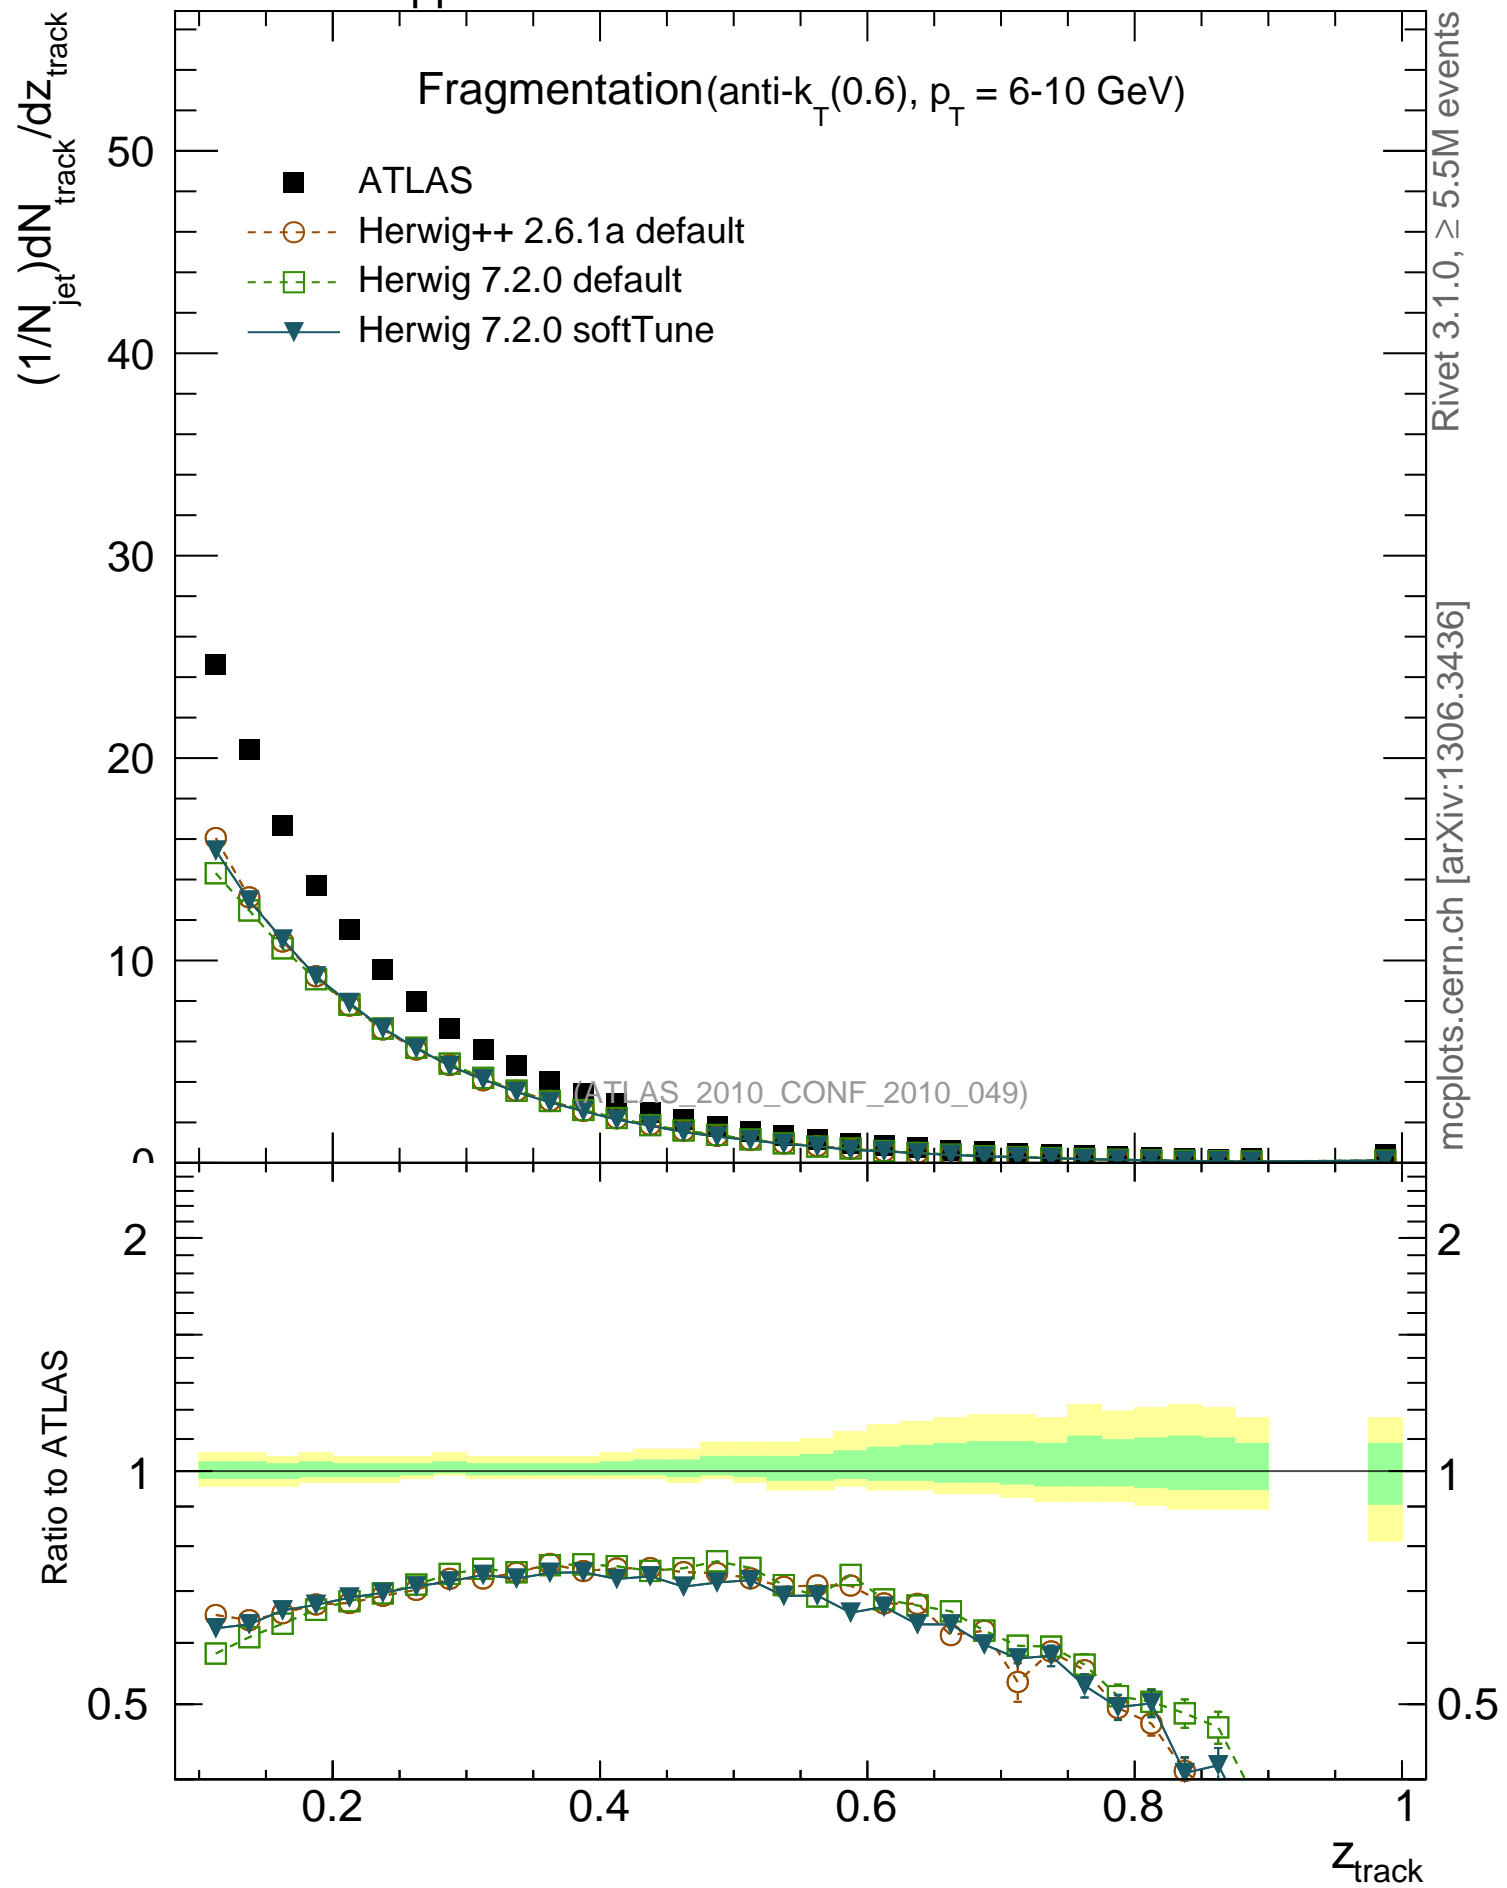 pp
Fragmentation (anti-k_T(0.6), p_T = 6-10 GeV)
(1/N_jet)dN_track/dz_track
ATLAS
Herwig++ 2.6.1a default
Herwig 7.2.0 default
Herwig 7.2.0 softTune
50
40
30
20
10
0
(ATLAS_2010_CONF_2010_049)
Rivet 3.1.0, ≥ 5.5M events
mcplots.cern.ch [arXiv:1306.3436]
Ratio to ATLAS
2
1
0.5
2
1
0.5
0.2
0.4
0.6
0.8
1
z_track